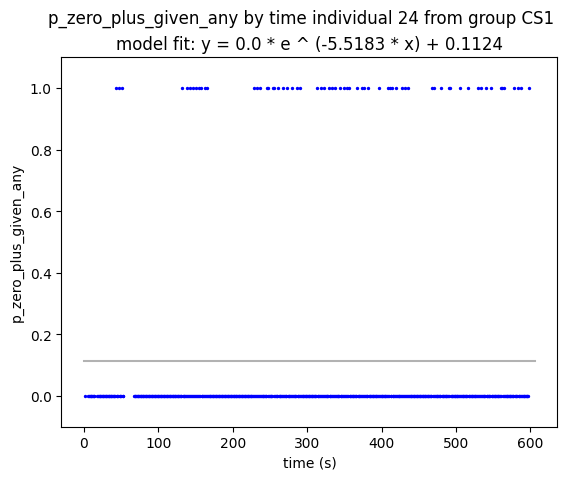 p_zero_plus_given_any by time individual 24 from group CS1
model fit: y = 0.0 * e ^ (-5.5183 * x) + 0.1124
1.0
0.8
0.6
0.4
0.2
0.0
p_zero_plus_given_any
0 100 200 300 400 500 600
time (s)